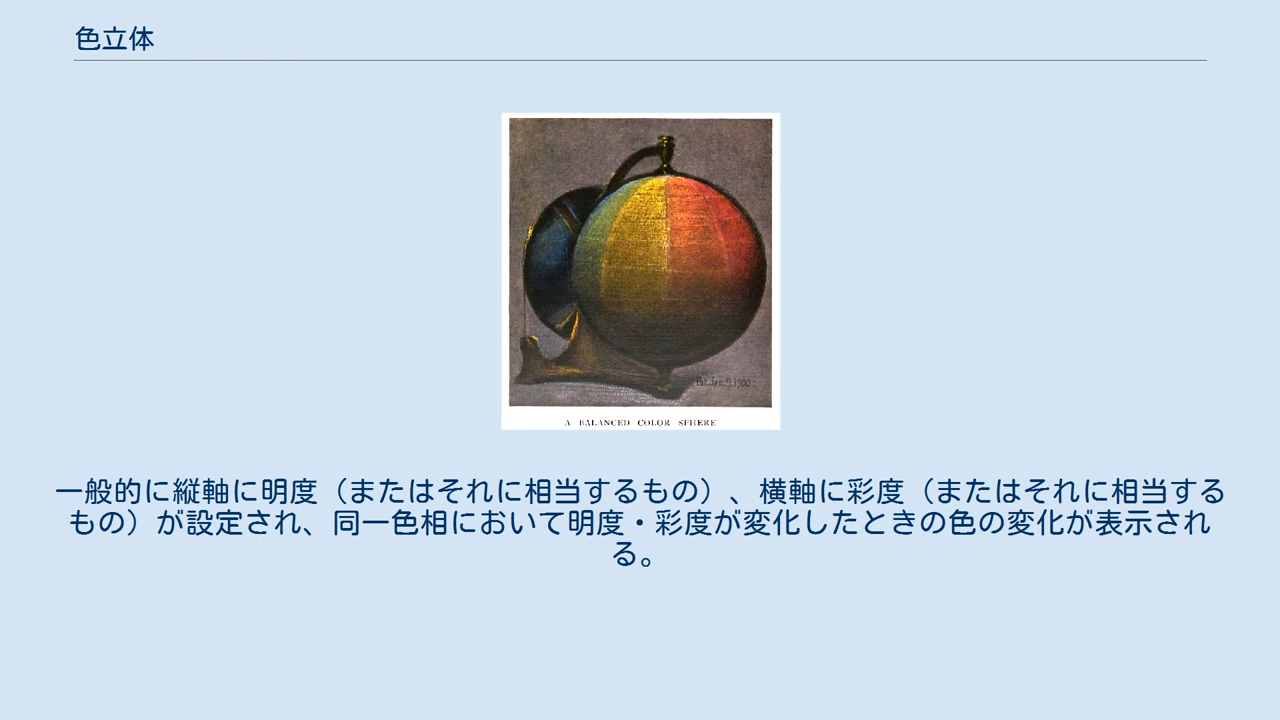 色立体
A BALANCED COLOR SPHERE
一般的に縦軸に明度（またはそれに相当するもの）、横軸に彩度（またはそれに相当する
もの）が設定され、同一色相において明度・彩度が変化したときの色の変化が表示され
る。